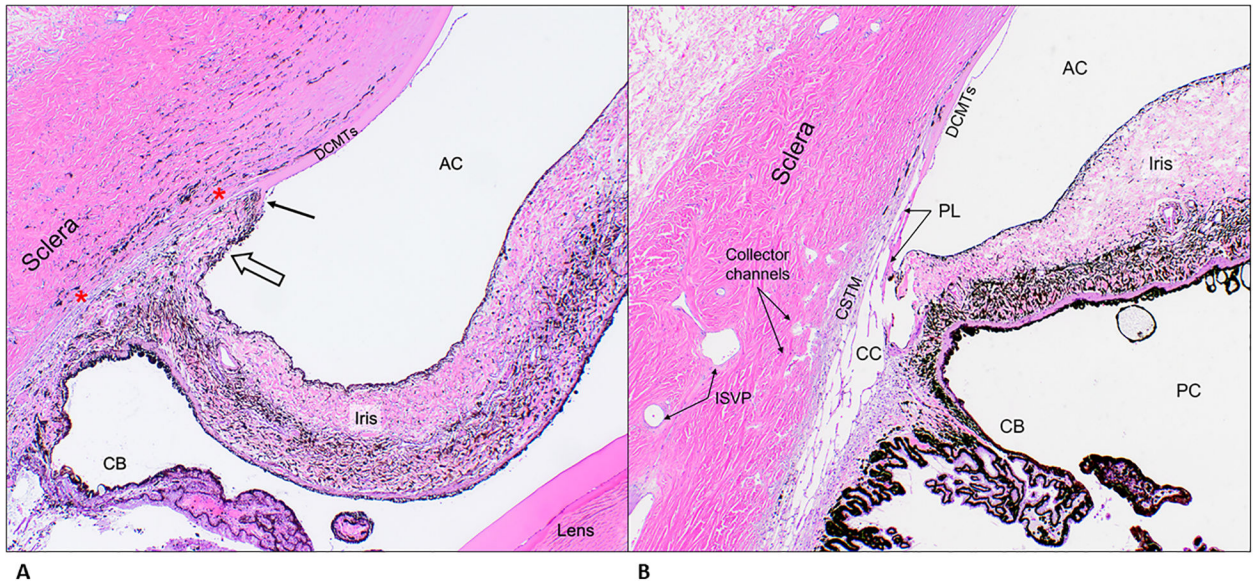 Sclera
DCMTs
AC
*
*
Iris
CB
Lens
A
AC
DCMTs
Sclera
Iris
PL
Collector
channels
CSTM
CC
ISVP
PC
CB
B